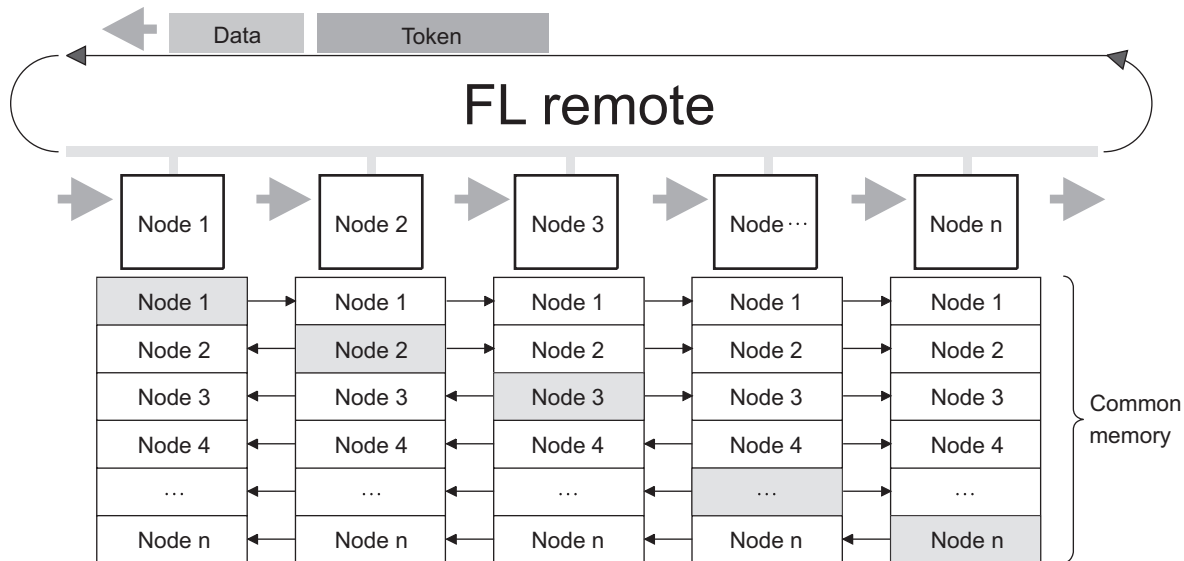 Data Token
FL remote
Node 1 Node 2 Node 3 Node ··· Node n
Node 1 Node 1 Node 1 Node 1 Node 1
Node 2 Node 2 Node 2 Node 2 Node 2
Node 3 Node 3 Node 3 Node 3 Node 3
Node 4 Node 4 Node 4 Node 4 Node 4
··· ··· ··· ··· ···
Node n Node n Node n Node n Node n
Common
memory